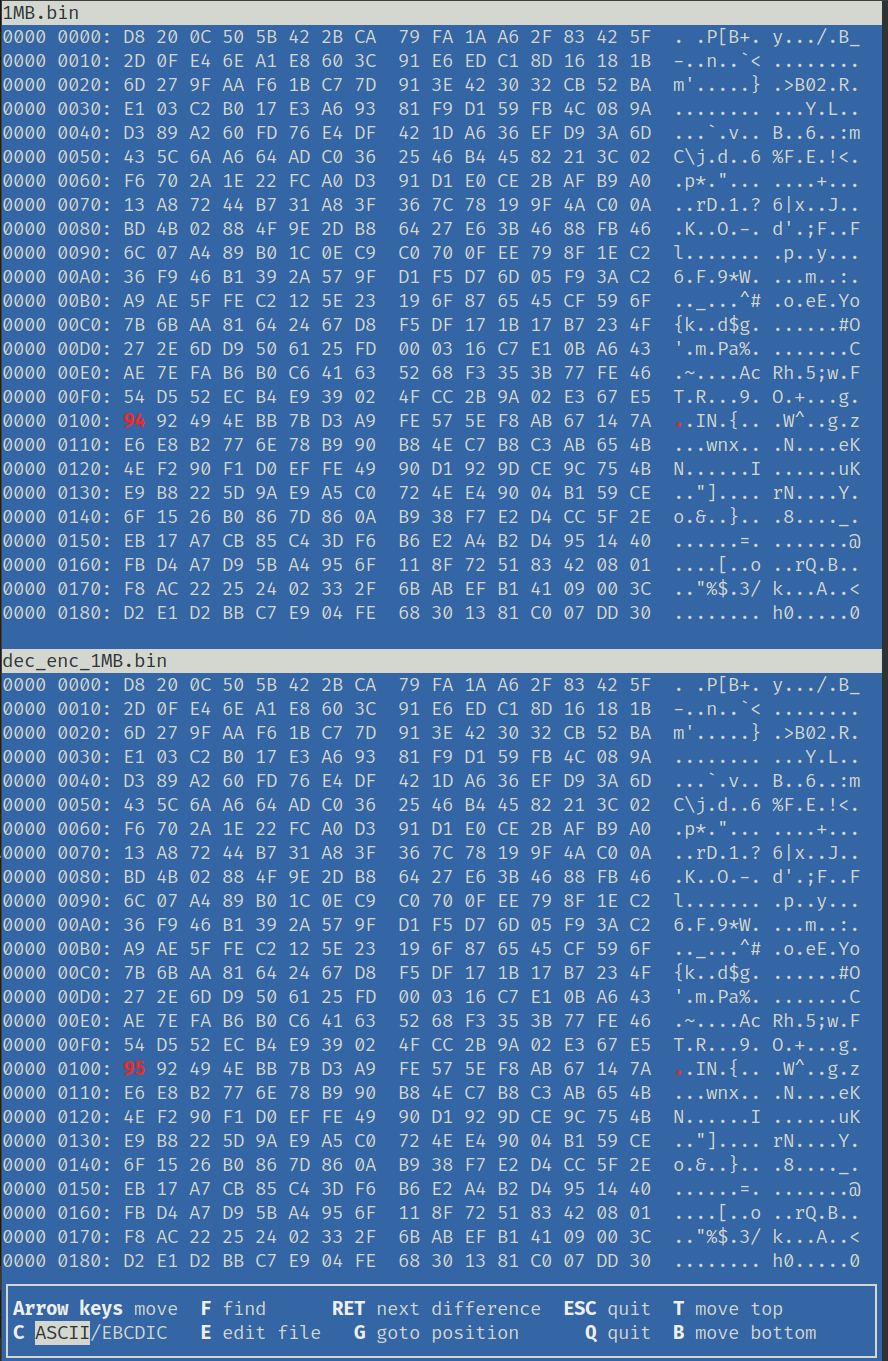 1MB.bin
0000 0000: D8 20 0C 50 5B 42 2B CA 79 FA 1A A6 2F 83 42 5F . .P[B+. y.../.B_
0000 0010: 2D 0F E4 6E A1 E8 60 3C 91 E6 ED C1 8D 16 18 1B -..n..`< ........
0000 0020: 6D 27 9F AA F6 1B C7 7D 91 3E 42 30 32 CB 52 BA m'.....} .>B02.R.
0000 0030: E1 03 C2 B0 17 E3 A6 93 81 F9 D1 59 FB 4C 08 9A ........ ...Y.L..
0000 0040: D3 89 A2 60 FD 76 E4 DF 42 1D A6 36 EF D9 3A 6D ...`.v.. B..6..:m
0000 0050: 43 5C 6A A6 64 AD C0 36 25 46 B4 45 82 21 3C 02 C\j.d..6 %F.E.!<.
0000 0060: F6 70 2A 1E 22 FC A0 D3 91 D1 E0 CE 2B AF B9 A0 .p*."... ....+...
0000 0070: 13 A8 72 44 B7 31 A8 3F 36 7C 78 19 9F 4A C0 0A ..rD.1.? 6|x..J..
0000 0080: BD 4B 02 88 4F 9E 2D B8 64 27 E6 3B 46 88 FB 46 .K..O.-. d'.;F..F
0000 0090: 6C 07 A4 89 B0 1C 0E C9 C0 70 0F EE 79 8F 1E C2 l....... .p..y...
0000 00A0: 36 F9 46 B1 39 2A 57 9F D1 F5 D7 6D 05 F9 3A C2 6.F.9*W. ...m..:.
0000 00B0: A9 AE 5F FE C2 12 5E 23 19 6F 87 65 45 CF 59 6F .._...^# .o.eE.Yo
0000 00C0: 7B 6B AA 81 64 24 67 D8 F5 DF 17 1B 17 B7 23 4F {k..d$g. ......#O
0000 00D0: 27 2E 6D D9 50 61 25 FD 00 03 16 C7 E1 0B A6 43 '.m.Pa%. .......C
0000 00E0: AE 7E FA B6 B0 C6 41 63 52 68 F3 35 3B 77 FE 46 .~....Ac Rh.5;w.F
0000 00F0: 54 D5 52 EC B4 E9 39 02 4F CC 2B 9A 02 E3 67 E5 T.R...9. O.+...g.
0000 0100: 94 92 49 4E BB 7B D3 A9 FE 57 5E F8 AB 67 14 7A ..IN.{.. .W^..g.z
0000 0110: E6 E8 B2 77 6E 78 B9 90 B8 4E C7 B8 C3 AB 65 4B ...wnx.. .N....eK
0000 0120: 4E F2 90 F1 D0 EF FE 49 90 D1 92 9D CE 9C 75 4B N......I ......uK
0000 0130: E9 B8 22 5D 9A E9 A5 C0 72 4E E4 90 04 B1 59 CE .."].... rN....Y.
0000 0140: 6F 15 26 B0 86 7D 86 0A B9 38 F7 E2 D4 CC 5F 2E o.&..}.. .8...._.
0000 0150: EB 17 A7 CB 85 C4 3D F6 B6 E2 A4 B2 D4 95 14 40 ......=. .......@
0000 0160: FB D4 A7 D9 5B A4 95 6F 11 8F 72 51 83 42 08 01 ....[..o ..rQ.B..
0000 0170: F8 AC 22 25 24 02 33 2F 6B AB EF B1 41 09 00 3C .."%$.3/ k...A..<
0000 0180: D2 E1 D2 BB C7 E9 04 FE 68 30 13 81 C0 07 DD 30 ........ h0.....0
dec_enc_1MB.bin
0000 0000: D8 20 0C 50 5B 42 2B CA 79 FA 1A A6 2F 83 42 5F . .P[B+. y.../.B_
0000 0010: 2D 0F E4 6E A1 E8 60 3C 91 E6 ED C1 8D 16 18 1B -..n..`< ........
0000 0020: 6D 27 9F AA F6 1B C7 7D 91 3E 42 30 32 CB 52 BA m'.....} .>B02.R.
0000 0030: E1 03 C2 B0 17 E3 A6 93 81 F9 D1 59 FB 4C 08 9A ........ ...Y.L..
0000 0040: D3 89 A2 60 FD 76 E4 DF 42 1D A6 36 EF D9 3A 6D ...`.v.. B..6..:m
0000 0050: 43 5C 6A A6 64 AD C0 36 25 46 B4 45 82 21 3C 02 C\j.d..6 %F.E.!<.
0000 0060: F6 70 2A 1E 22 FC A0 D3 91 D1 E0 CE 2B AF B9 A0 .p*."... ....+...
0000 0070: 13 A8 72 44 B7 31 A8 3F 36 7C 78 19 9F 4A C0 0A ..rD.1.? 6|x..J..
0000 0080: BD 4B 02 88 4F 9E 2D B8 64 27 E6 3B 46 88 FB 46 .K..O.-. d'.;F..F
0000 0090: 6C 07 A4 89 B0 1C 0E C9 C0 70 0F EE 79 8F 1E C2 l....... .p..y...
0000 00A0: 36 F9 46 B1 39 2A 57 9F D1 F5 D7 6D 05 F9 3A C2 6.F.9*W. ...m..:.
0000 00B0: A9 AE 5F FE C2 12 5E 23 19 6F 87 65 45 CF 59 6F .._...^# .o.eE.Yo
0000 00C0: 7B 6B AA 81 64 24 67 D8 F5 DF 17 1B 17 B7 23 4F {k..d$g. ......#O
0000 00D0: 27 2E 6D D9 50 61 25 FD 00 03 16 C7 E1 0B A6 43 '.m.Pa%. .......C
0000 00E0: AE 7E FA B6 B0 C6 41 63 52 68 F3 35 3B 77 FE 46 .~....Ac Rh.5;w.F
0000 00F0: 54 D5 52 EC B4 E9 39 02 4F CC 2B 9A 02 E3 67 E5 T.R...9. O.+...g.
0000 0100: 95 92 49 4E BB 7B D3 A9 FE 57 5E F8 AB 67 14 7A ..IN.{.. .W^..g.z
0000 0110: E6 E8 B2 77 6E 78 B9 90 B8 4E C7 B8 C3 AB 65 4B ...wnx.. .N....eK
0000 0120: 4E F2 90 F1 D0 EF FE 49 90 D1 92 9D CE 9C 75 4B N......I ......uK
0000 0130: E9 B8 22 5D 9A E9 A5 C0 72 4E E4 90 04 B1 59 CE .."].... rN....Y.
0000 0140: 6F 15 26 B0 86 7D 86 0A B9 38 F7 E2 D4 CC 5F 2E o.&..}.. .8...._.
0000 0150: EB 17 A7 CB 85 C4 3D F6 B6 E2 A4 B2 D4 95 14 40 ......=. .......@
0000 0160: FB D4 A7 D9 5B A4 95 6F 11 8F 72 51 83 42 08 01 ....[..o ..rQ.B..
0000 0170: F8 AC 22 25 24 02 33 2F 6B AB EF B1 41 09 00 3C .."%$.3/ k...A..<
0000 0180: D2 E1 D2 BB C7 E9 04 FE 68 30 13 81 C0 07 DD 30 ........ h0.....0
Arrow keys move F find RET next difference ESC quit T move top
C ASCII/EBCDIC E edit file G goto position Q quit B move bottom